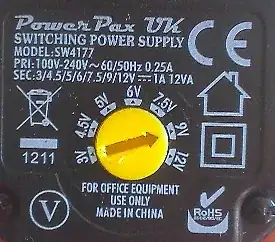 PowerPax UK
SWITCHING POWER SUPPLY
MODEL:SW4177
PRI:100V-240V~60/50Hz 0.25A
SEC:3/4.5/5/6/7.5/9/12V⎓1A 12VA
3V 4.5V 5V 6V 7.5V 9V 12V
1211
FOR OFFICE EQUIPMENT
USE ONLY
MADE IN CHINA
V
RoHS